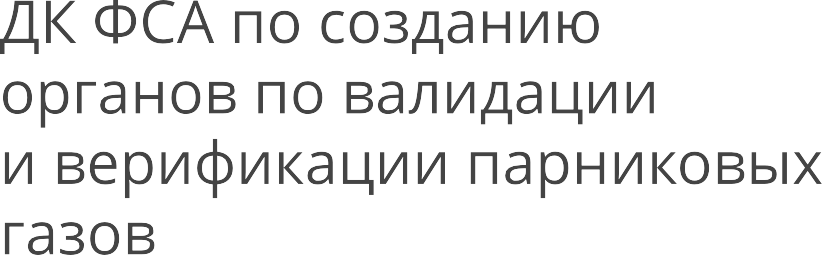 ДК ФСА по созданию
органов по валидации
и верификации парниковых
газов